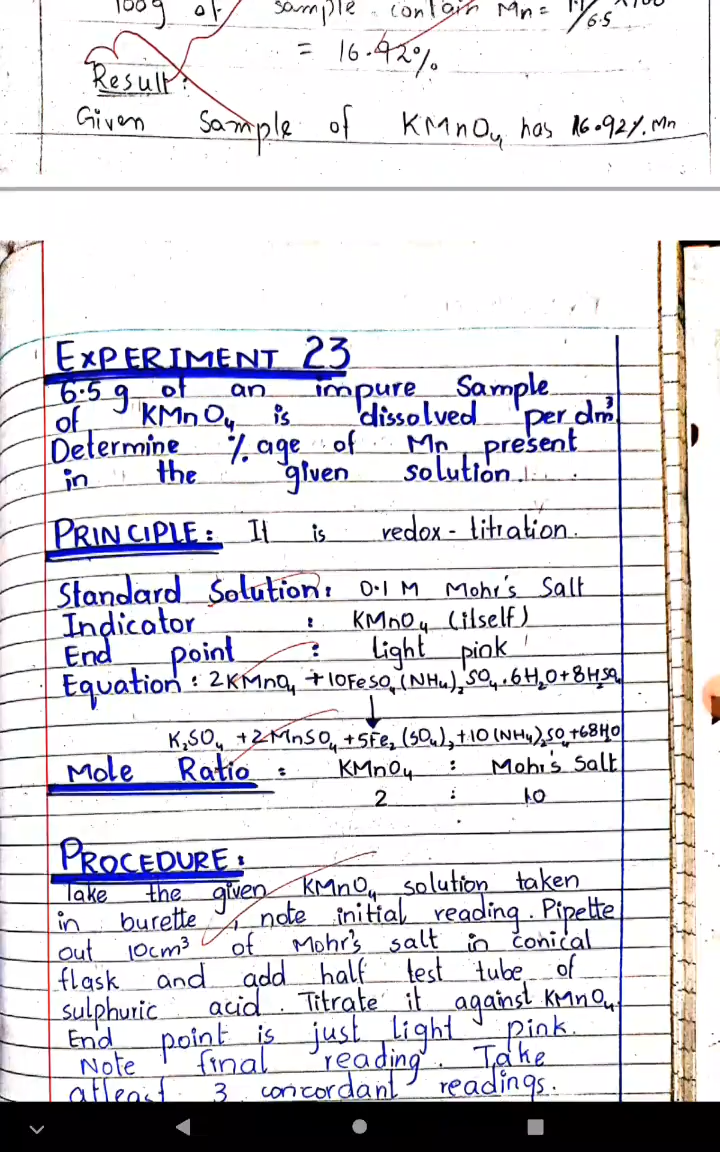 100g of sample contain Mn = 1.1/6.5 x100
= 16.92%
Result:
Given Sample of KMnO₄ has 16.92%. Mn
EXPERIMENT 23
6.5 g of an impure Sample
of KMnO₄ is dissolved per dm³.
Determine %age of Mn present
in the given solution.
PRINCIPLE: It is redox-titration.
Standard Solution: 0.1 M Mohr's Salt
Indicator : KMnO₄ (itself)
End point : light pink
Equation : 2KMnO₄ + 10FeSO₄(NH₄)₂SO₄.6H₂O+8H₂SO₄
↓
K₂SO₄ +2MnSO₄+5Fe₂(SO₄)₃+10(NH₄)₂SO₄+68H₂O
Mole Ratio : KMnO₄ : Mohr's Salt
2 : 10
PROCEDURE:
Take the given KMnO₄ solution taken
in burette, note initial reading. Pipette
out 10cm³ of Mohr's salt in conical
flask and add half test tube of
sulphuric acid. Titrate it against KMnO₄.
End point is just light pink.
Note final reading. Take
atleast 3 concordant readings.